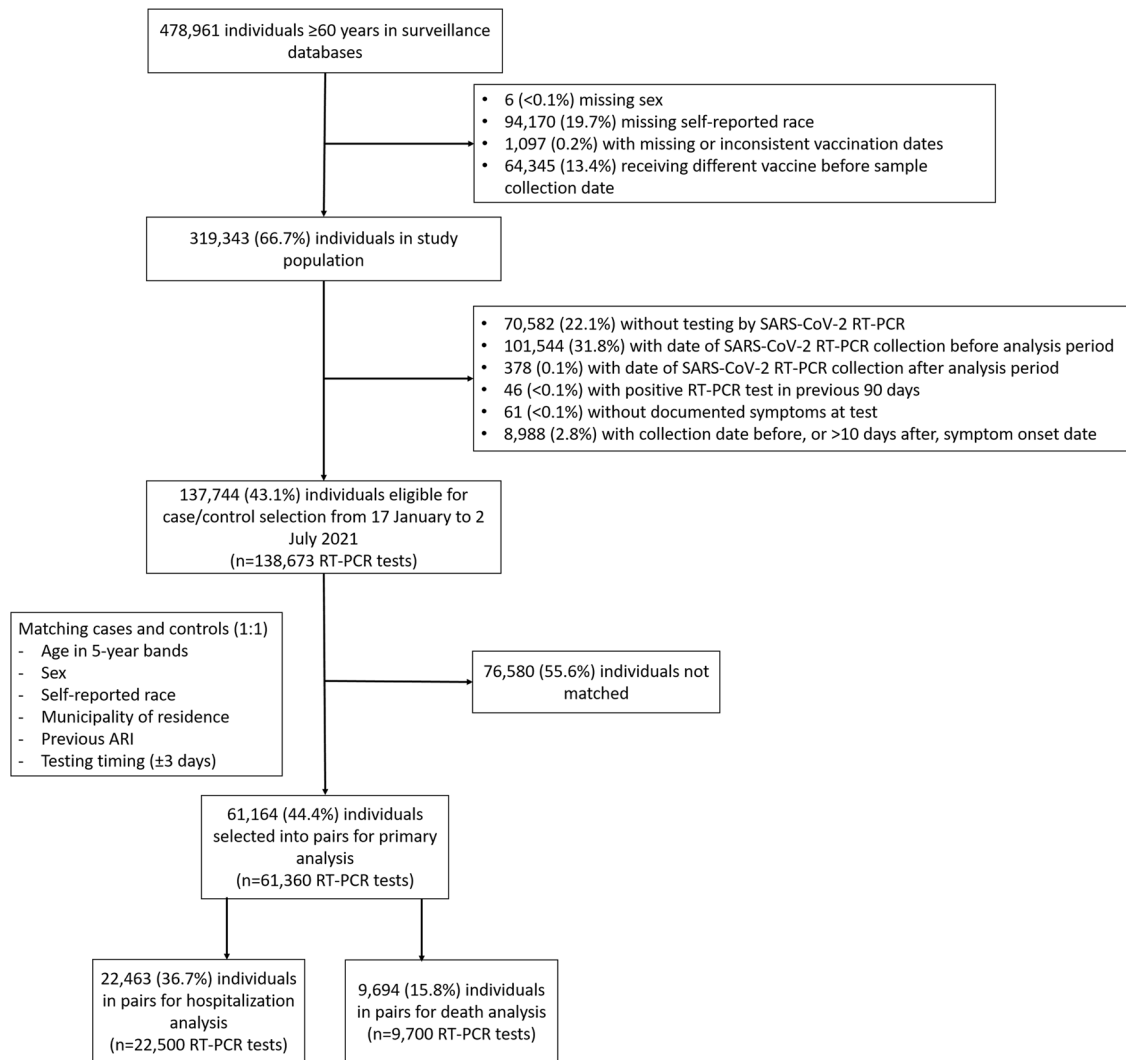 478,961 individuals ≥60 years in surveillance
databases
• 6 (<0.1%) missing sex
• 94,170 (19.7%) missing self-reported race
• 1,097 (0.2%) with missing or inconsistent vaccination dates
• 64,345 (13.4%) receiving different vaccine before sample
collection date
319,343 (66.7%) individuals in study
population
• 70,582 (22.1%) without testing by SARS-CoV-2 RT-PCR
• 101,544 (31.8%) with date of SARS-CoV-2 RT-PCR collection before analysis period
• 378 (0.1%) with date of SARS-CoV-2 RT-PCR collection after analysis period
• 46 (<0.1%) with positive RT-PCR test in previous 90 days
• 61 (<0.1%) without documented symptoms at test
• 8,988 (2.8%) with collection date before, or >10 days after, symptom onset date
137,744 (43.1%) individuals eligible for
case/control selection from 17 January to 2
July 2021
(n=138,673 RT-PCR tests)
Matching cases and controls (1:1)
- Age in 5-year bands
- Sex
- Self-reported race
- Municipality of residence
- Previous ARI
- Testing timing (±3 days)
76,580 (55.6%) individuals not
matched
61,164 (44.4%) individuals
selected into pairs for primary
analysis
(n=61,360 RT-PCR tests)
22,463 (36.7%) individuals
in pairs for hospitalization
analysis
(n=22,500 RT-PCR tests)
9,694 (15.8%) individuals
in pairs for death analysis
(n=9,700 RT-PCR tests)